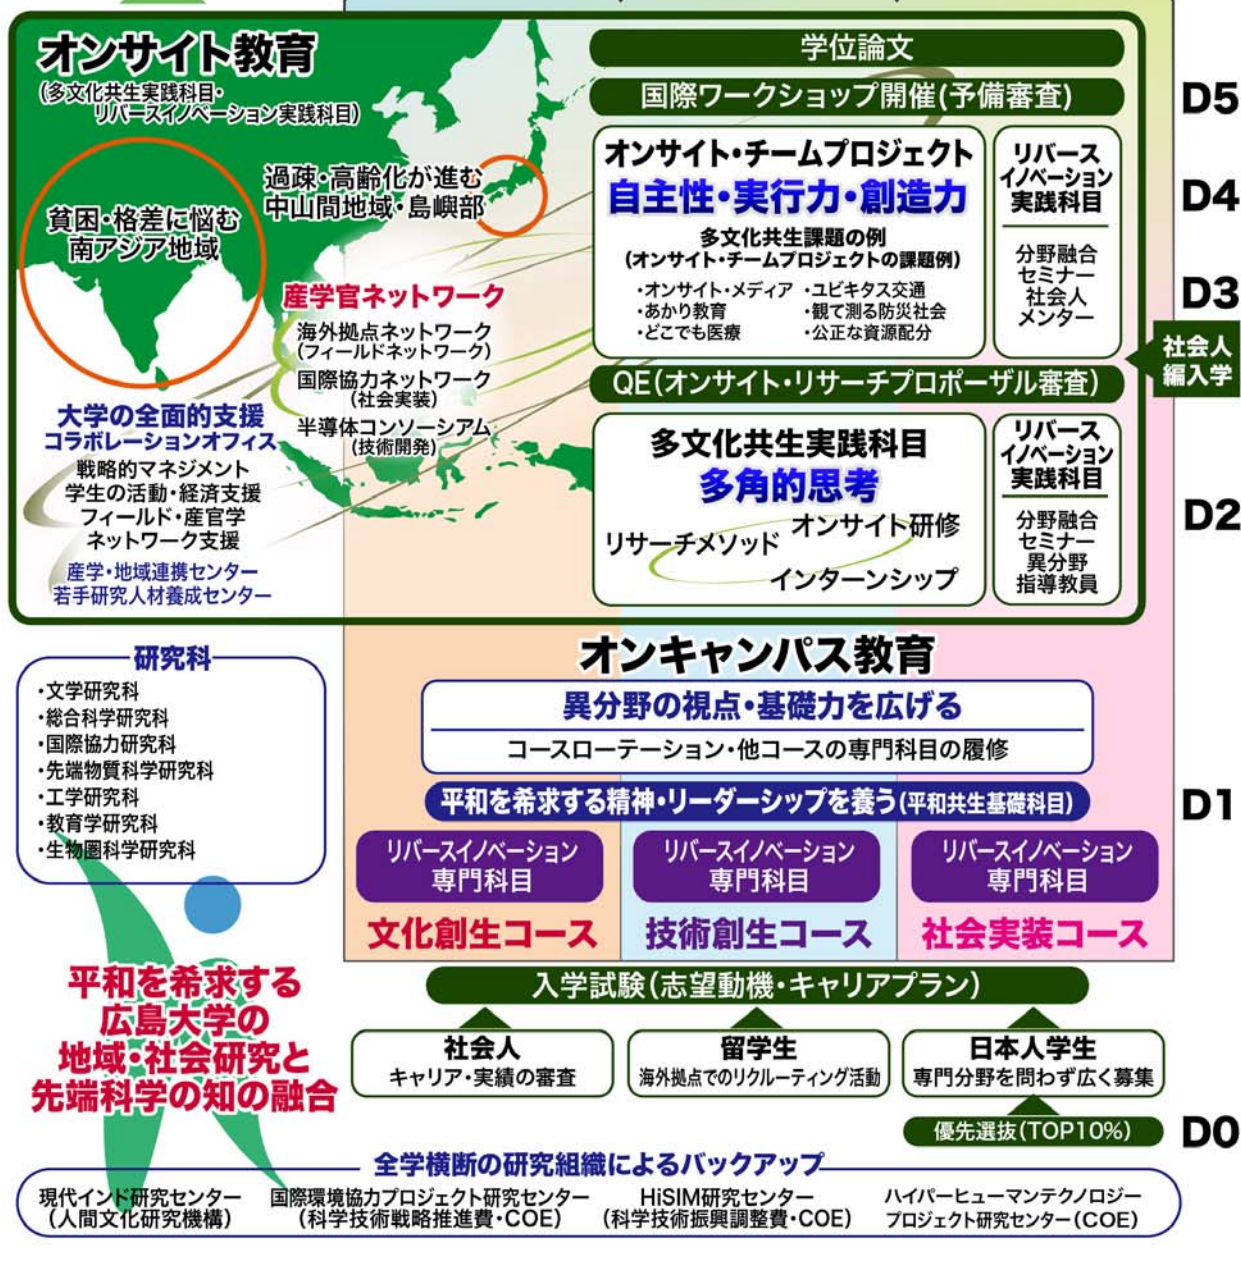 オンサイト教育
(多文化共生実践科目・
リバースイノベーション実践科目)
貧困・格差に悩む
南アジア地域
過疎・高齢化が進む
中山間地域・島嶼部
産学官ネットワーク
海外拠点ネットワーク
(フィールドネットワーク)
国際協力ネットワーク
(社会実装)
半導体コンソーシアム
(技術開発)
大学の全面的支援
コラボレーションオフィス
戦略的マネジメント
学生の活動・経済支援
フィールド・産官学
ネットワーク支援
産学・地域連携センター
若手研究人材養成センター
学位論文
国際ワークショップ開催(予備審査)
D5
オンサイト・チームプロジェクト
自主性・実行力・創造力
多文化共生課題の例
(オンサイト・チームプロジェクトの課題例)
・オンサイト・メディア ・ユビキタス交通
・あかり教育 ・観て測る防災社会
・どこでも医療 ・公正な資源配分
リバース
イノベーション
実践科目
分野融合
セミナー
社会人
メンター
D4
D3
社会人
編入学
QE(オンサイト・リサーチプロポーザル審査)
多文化共生実践科目
多角的思考
オンサイト研修
リサーチメソッド
インターンシップ
リバース
イノベーション
実践科目
分野融合
セミナー
異分野
指導教員
D2
オンキャンパス教育
異分野の視点・基礎力を広げる
コースローテーション・他コースの専門科目の履修
平和を希求する精神・リーダーシップを養う(平和共生基礎科目)
D1
リバースイノベーション
専門科目
リバースイノベーション
専門科目
リバースイノベーション
専門科目
文化創生コース
技術創生コース
社会実装コース
研究科
・文学研究科
・総合科学研究科
・国際協力研究科
・先端物質科学研究科
・工学研究科
・教育学研究科
・生物圏科学研究科
平和を希求する
広島大学の
地域・社会研究と
先端科学の知の融合
入学試験(志望動機・キャリアプラン)
社会人
キャリア・実績の審査
留学生
海外拠点でのリクルーティング活動
日本人学生
専門分野を問わず広く募集
優先選抜(TOP10%)
D0
全学横断の研究組織によるバックアップ
現代インド研究センター
(人間文化研究機構)
国際環境協力プロジェクト研究センター
(科学技術戦略推進費・COE)
HiSIM研究センター
(科学技術振興調整費・COE)
ハイパーヒューマンテクノロジー
プロジェクト研究センター(COE)